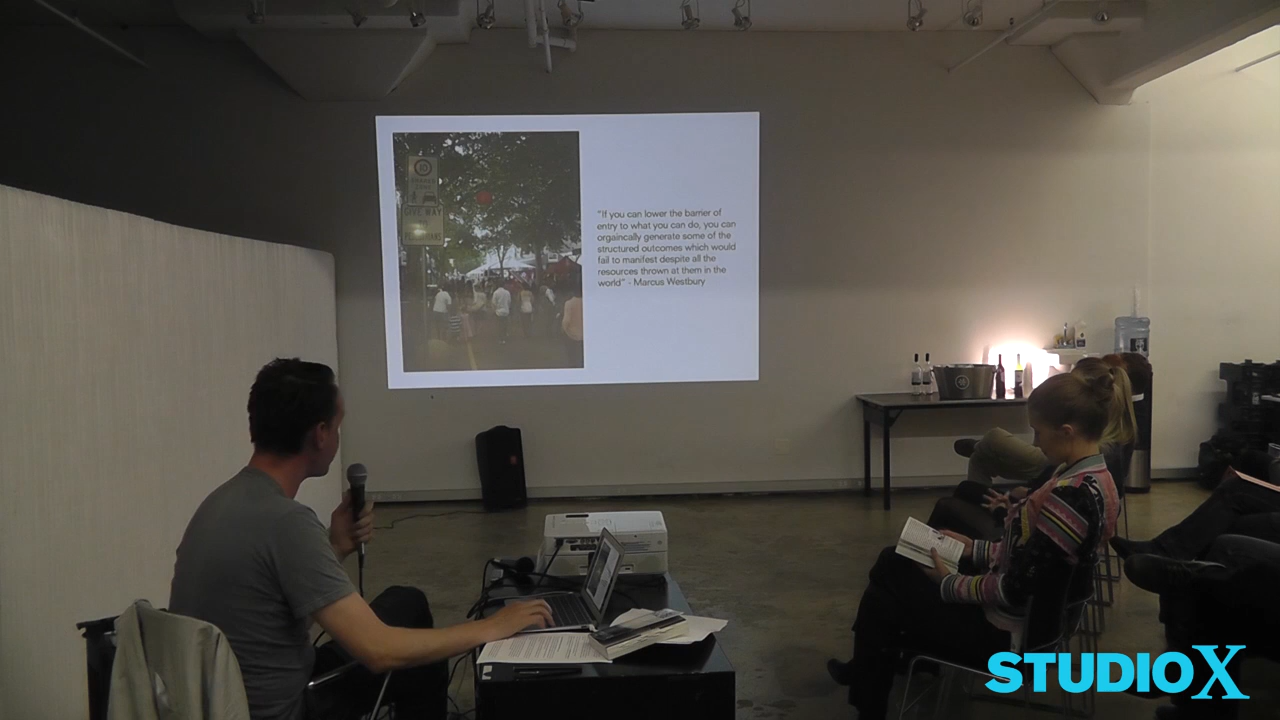 GIVE WAY
"If you can lower the barrier of
entry to what you can do, you can
orgaincally generate some of the
structured outcomes which would
fail to manifest despite all the
resources thrown at them in the
world" - Marcus Westbury
STUDIOX